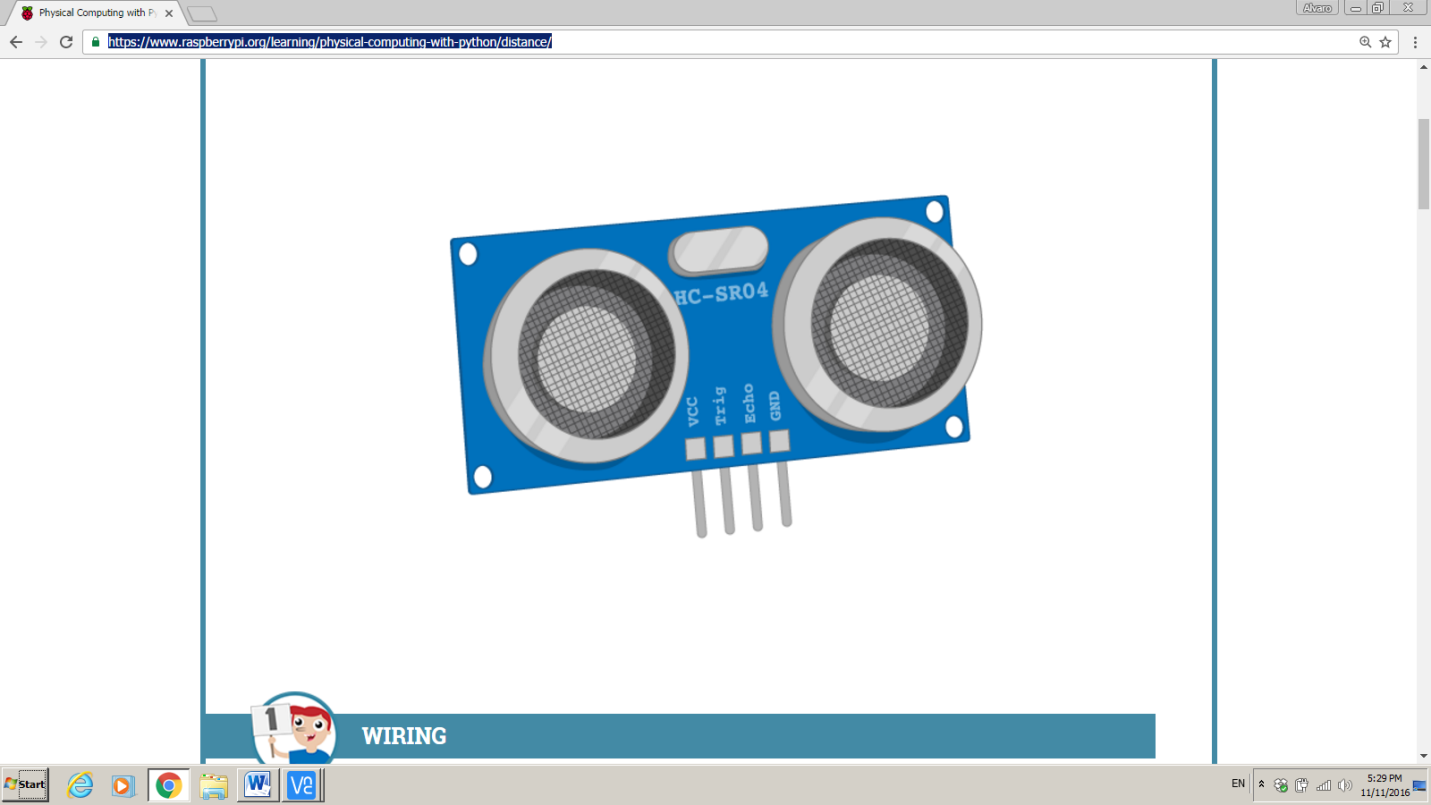 Physical Computing with Py
Alvaro
https://www.raspberrypi.org/learning/physical-computing-with-python/distance/
HC-SR04
VCC
Trig
Echo
GND
1
WIRING
Start
W
EN
5:29 PM
11/11/2016